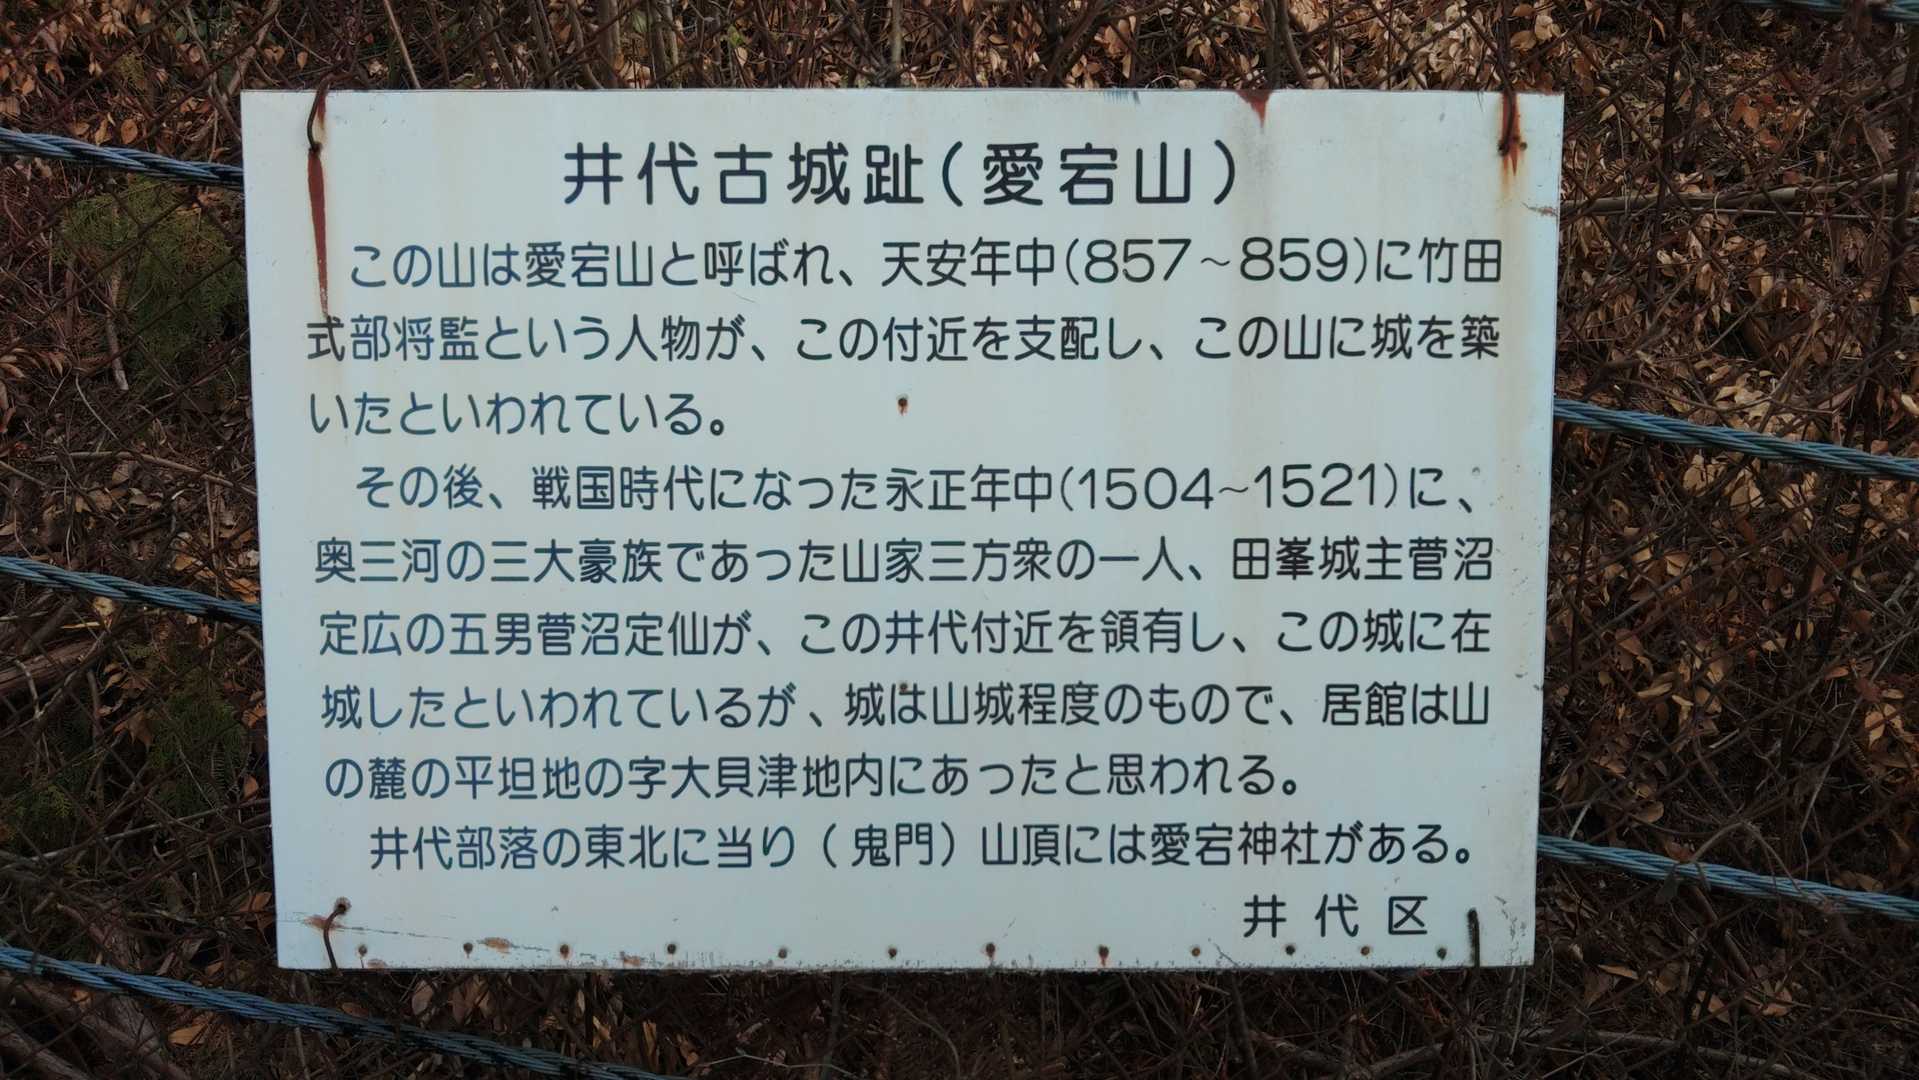 井代古城趾(愛宕山)
この山は愛宕山と呼ばれ、天安年中(857～859)に竹田
式部将監という人物が、この付近を支配し、この山に城を築
いたといわれている。
その後、戦国時代になった永正年中(1504～1521)に、
奥三河の三大豪族であった山家三方衆の一人、田峯城主菅沼
定広の五男菅沼定仙が、この井代付近を領有し、この城に在
城したといわれているが、城は山城程度のもので、居館は山
の麓の平坦地の字大貝津地内にあったと思われる。
井代部落の東北に当り(鬼門)山頂には愛宕神社がある。
井代区